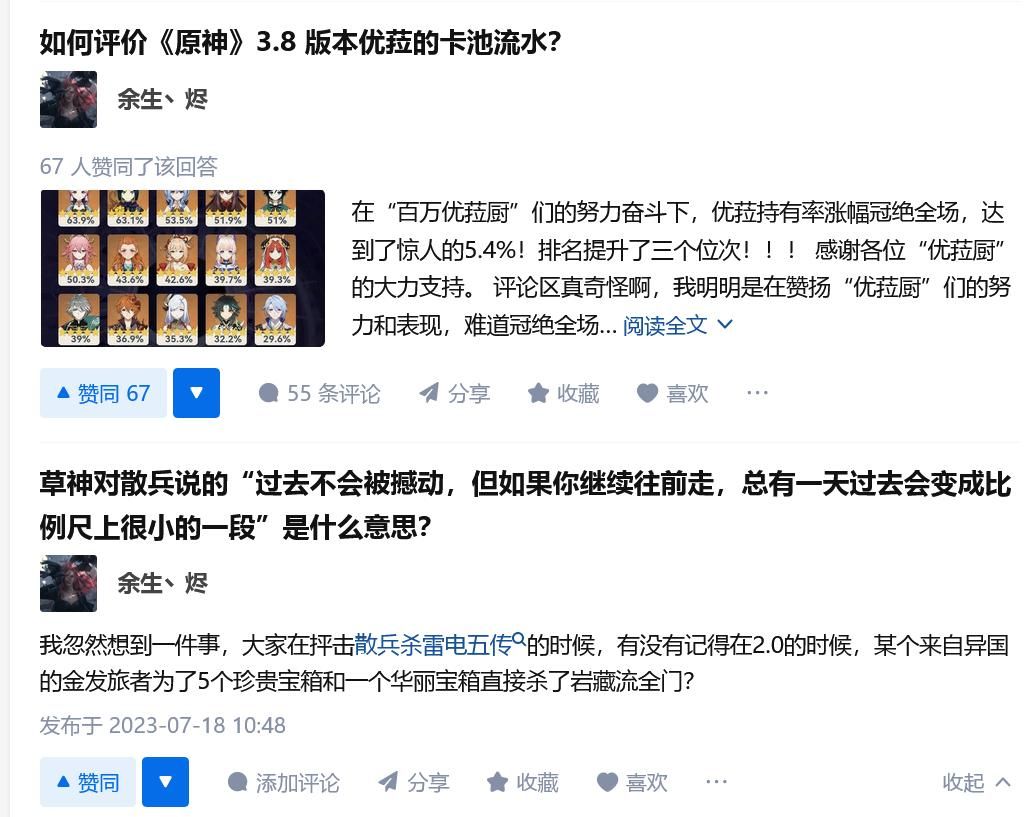 如何评价《原神》3.8 版本优菈的卡池流水?
余生丶烬
67 人赞同了该回答
63.9% 63.1% 53.5% 51.9% 51%
50.3% 43.6% 42.6% 39.7% 39.3%
39% 36.9% 35.3% 32.2% 29.6%
在“百万优菈厨”们的努力奋斗下，优菈持有率涨幅冠绝全场，达
到了惊人的5.4%！排名提升了三个位次！！！ 感谢各位“优菈厨”
的大力支持。 评论区真奇怪啊，我明明是在赞扬“优菈厨”们的努
力和表现，难道冠绝全场... 阅读全文
赞同 67 55 条评论 分享 收藏 喜欢 ···
草神对散兵说的“过去不会被撼动，但如果你继续往前走，总有一天过去会变成比
例尺上很小的一段”是什么意思?
余生丶烬
我忽然想到一件事，大家在抨击散兵杀雷电五传的时候，有没有记得在2.0的时候，某个来自异国
的金发旅者为了5个珍贵宝箱和一个华丽宝箱直接杀了岩藏流全门?
发布于 2023-07-18 10:48
赞同 添加评论 分享 收藏 喜欢 ··· 收起